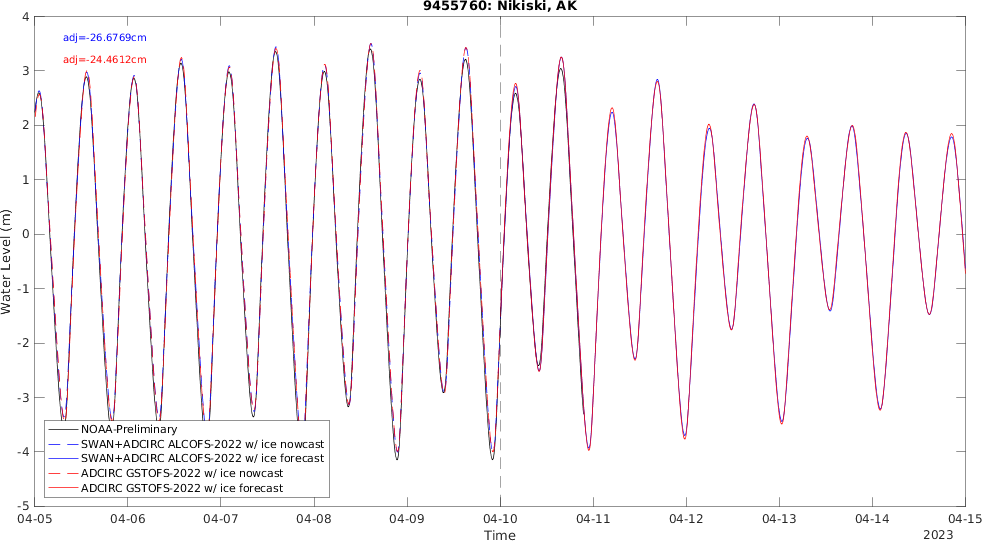 9455760: Nikiski, AK
adj=-26.6769cm
adj=-24.4612cm
Water Level (m)
4
3
2
1
0
-1
-2
-3
-4
-5
NOAA-Preliminary
SWAN+ADCIRC ALCOFS-2022 w/ ice nowcast
SWAN+ADCIRC ALCOFS-2022 w/ ice forecast
ADCIRC GSTOFS-2022 w/ ice nowcast
ADCIRC GSTOFS-2022 w/ ice forecast
04-05 04-06 04-07 04-08 04-09 04-10 04-11 04-12 04-13 04-14 04-15
Time
2023